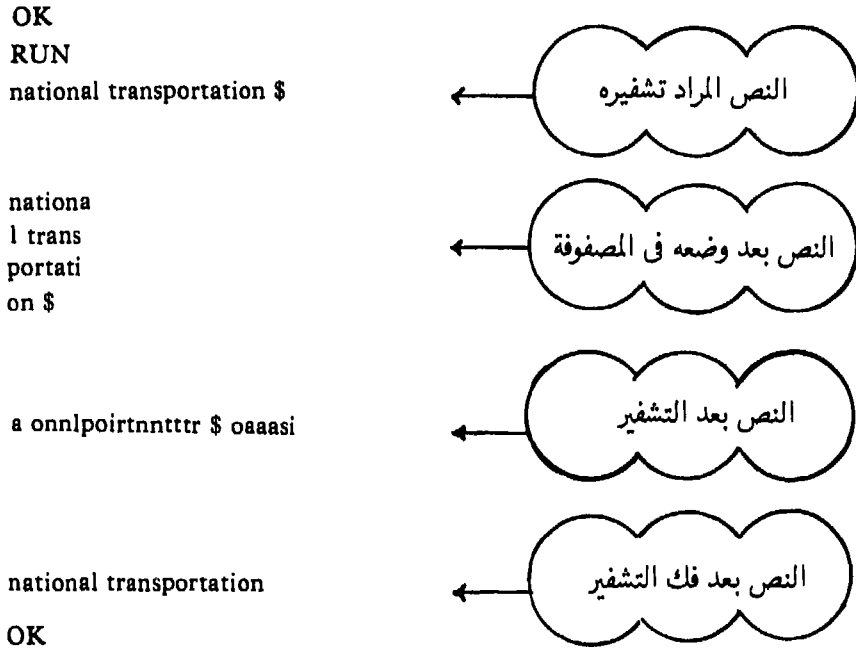 OK
RUN
national transportation $
النص المراد تشفيره
nationa
l trans
portati
on $
النص بعد وضعه فى المصفوفة
a onnlpoirtnntttr $ oaaasi
النص بعد التشفير
national transportation
النص بعد فك التشفير
OK